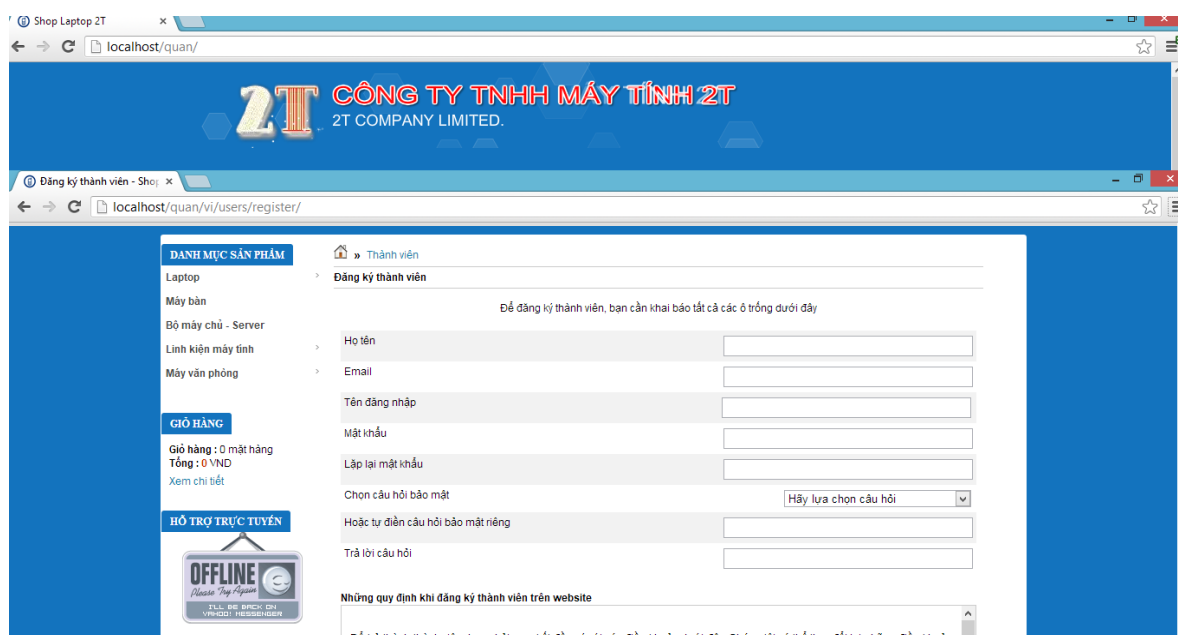 Shop Laptop 2T
localhost/quan/
2T
CÔNG TY TNHH MÁY TÍNH 2T
2T COMPANY LIMITED.
Đăng ký thành viên - Shop
localhost/quan/vi/users/register/
DANH MỤC SẢN PHẨM
Laptop
Máy bàn
Bộ máy chủ - Server
Linh kiện máy tính
Máy văn phòng
GIỎ HÀNG
Giỏ hàng : 0 mặt hàng
Tổng : 0 VND
Xem chi tiết
HỖ TRỢ TRỰC TUYẾN
OFFLINE
Please Try Again
I'LL BE BACK ON
YAHOO! MESSENGER
» Thành viên
Đăng ký thành viên
Để đăng ký thành viên, bạn cần khai báo tất cả các ô trống dưới đây
Họ tên
Email
Tên đăng nhập
Mật khẩu
Lặp lại mật khẩu
Chọn câu hỏi bảo mật
Hãy lựa chọn câu hỏi
Hoặc tự điền câu hỏi bảo mật riêng
Trả lời câu hỏi
Những quy định khi đăng ký thành viên trên website